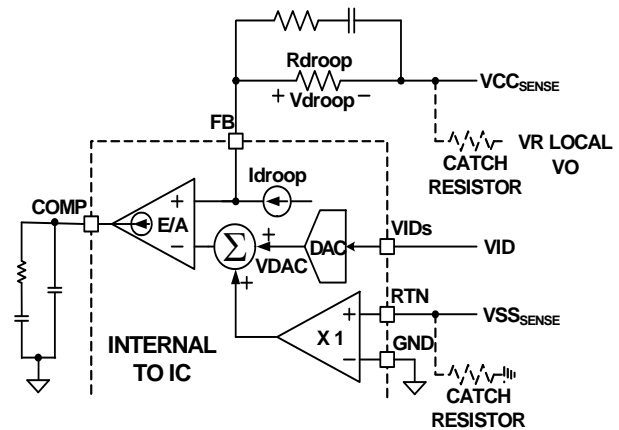 Rdroop
+ Vdroop –
VCCSENSE
FB
VR LOCAL
VO
CATCH
RESISTOR
Idroop
COMP
+
E/A
–
Σ
+
VDAC
DAC
VIDs
VID
+
RTN
VSSSENSE
+
X 1
–
GND
INTERNAL
TO IC
CATCH
RESISTOR